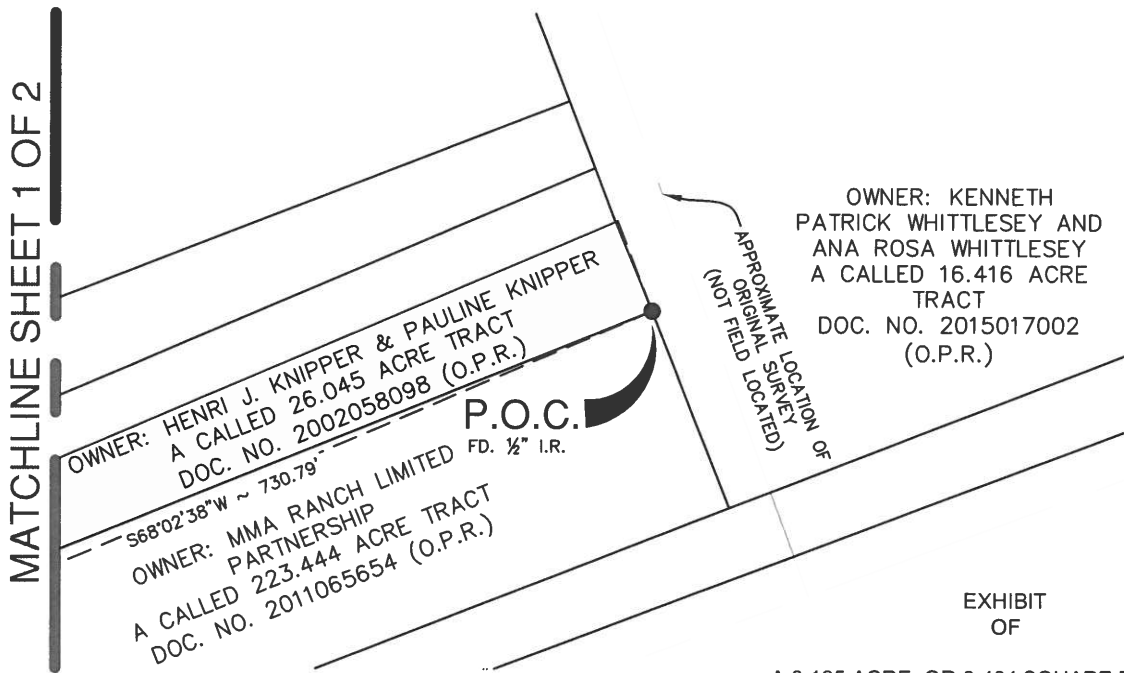 MATCHLINE SHEET 1 OF 2
OWNER: HENRI J. KNIPPER & PAULINE KNIPPER
A CALLED 26.045 ACRE TRACT
DOC. NO. 2002058098 (O.P.R.)
S68°02'38"W ~ 730.79'
OWNER: MMA RANCH LIMITED
PARTNERSHIP
A CALLED 223.444 ACRE TRACT
DOC. NO. 2011065654 (O.P.R.)
P.O.C.
FD. ½" I.R.
APPROXIMATE LOCATION OF
ORIGINAL SURVEY
(NOT FIELD LOCATED)
OWNER: KENNETH
PATRICK WHITTLESEY AND
ANA ROSA WHITTLESEY
A CALLED 16.416 ACRE
TRACT
DOC. NO. 2015017002
(O.P.R.)
EXHIBIT
OF